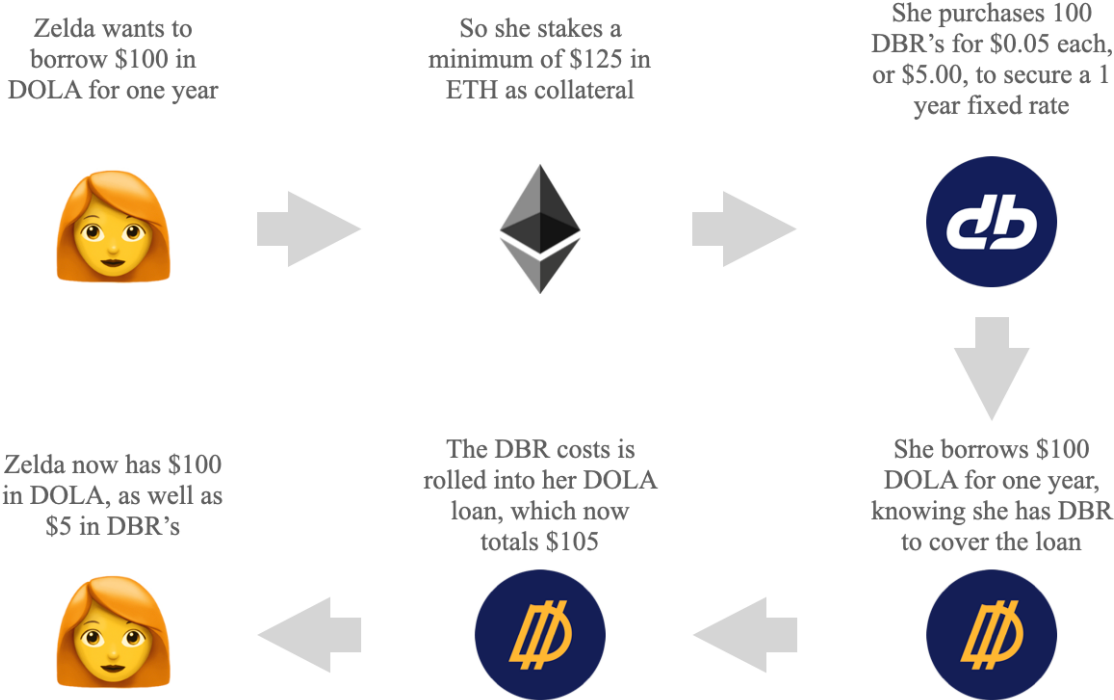 Zelda wants to
borrow $100 in
DOLA for one year
So she stakes a
minimum of $125 in
ETH as collateral
She purchases 100
DBR’s for $0.05 each,
or $5.00, to secure a 1
year fixed rate
db
She borrows $100
DOLA for one year,
knowing she has DBR
to cover the loan
The DBR costs is
rolled into her DOLA
loan, which now
totals $105
Zelda now has $100
in DOLA, as well as
$5 in DBR’s